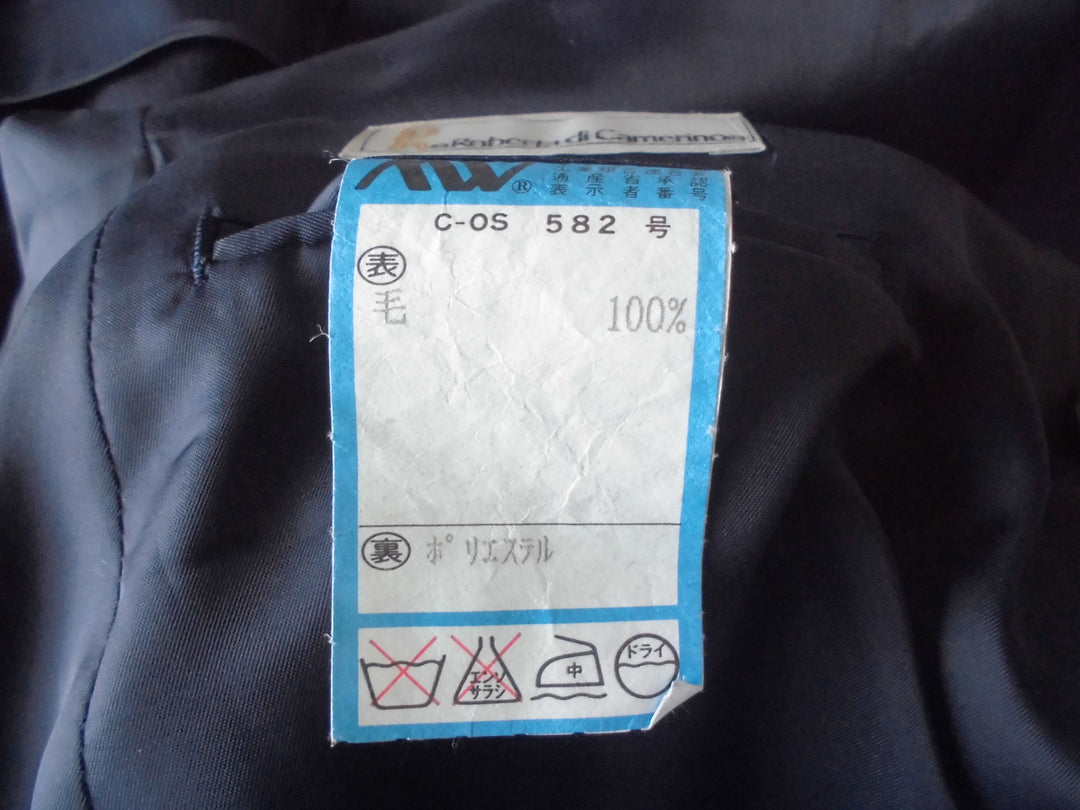 Roberta di Camerino
AW®
通産省承認
表示者番号
C-OS 582 号
表
毛 100%
裏 ポリエステル
エンソ
サラシ
中
ドライ